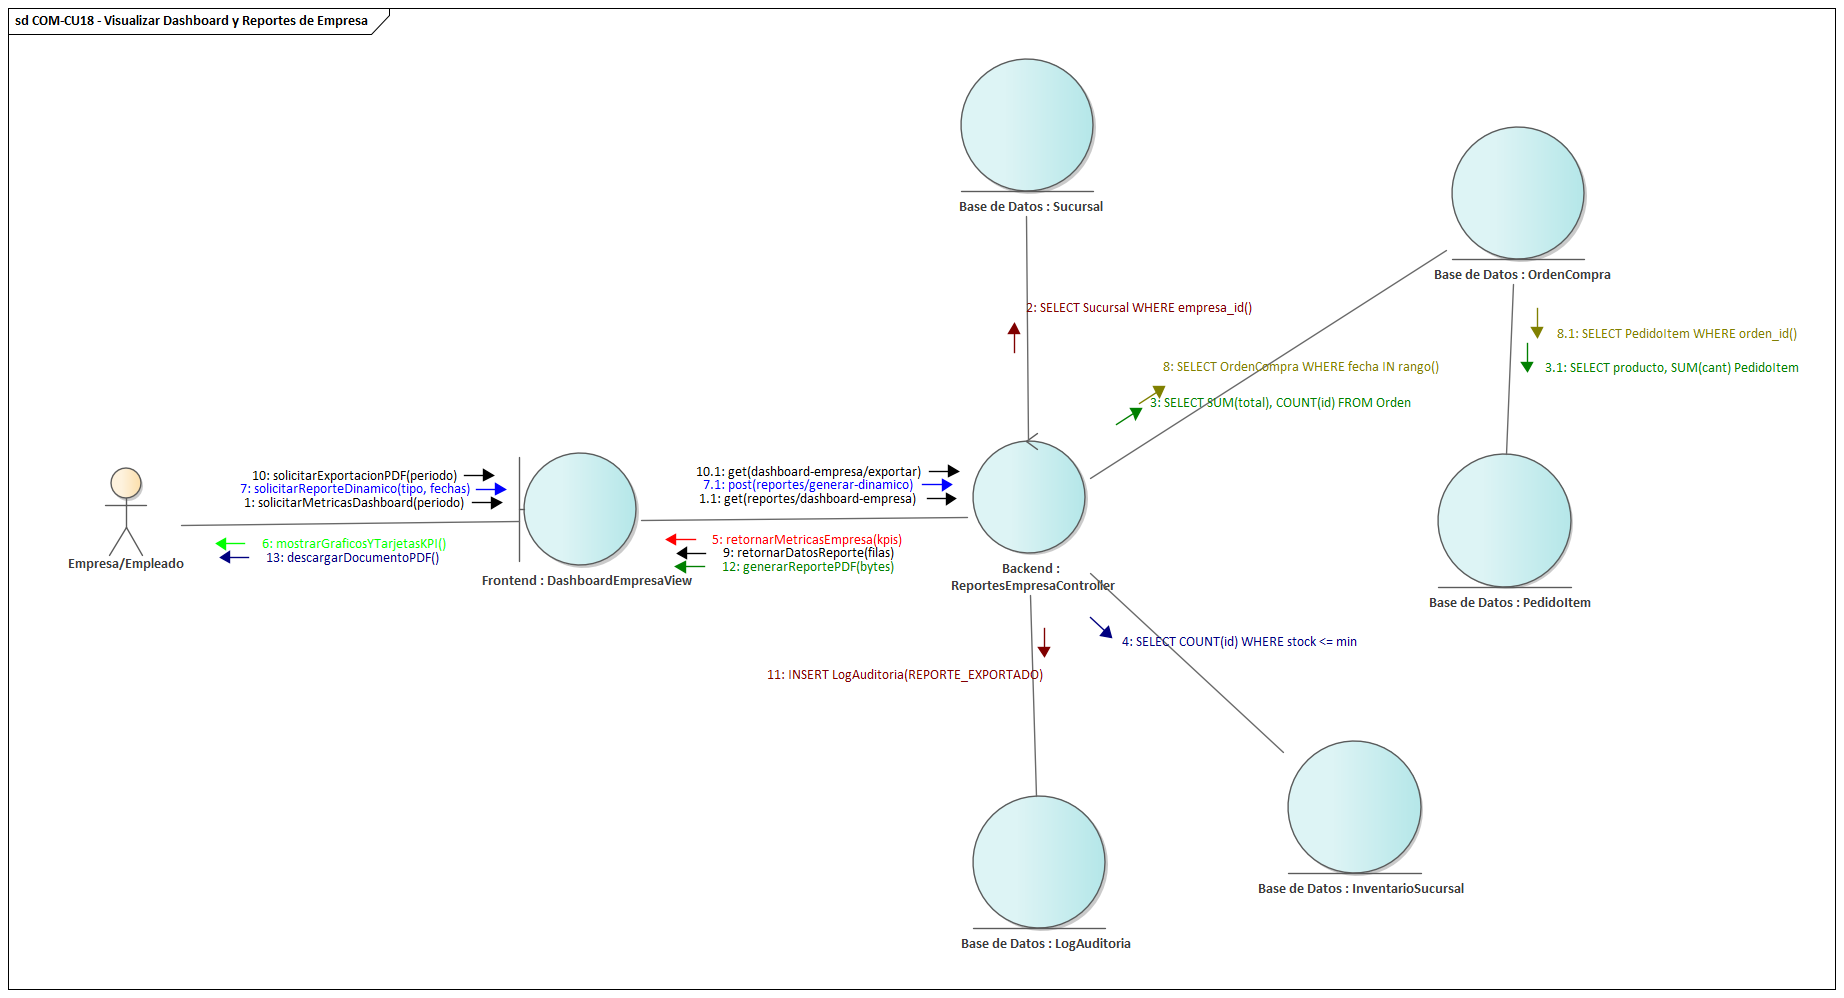 sd COM-CU18 - Visualizar Dashboard y Reportes de Empresa
Base de Datos : Sucursal
Base de Datos : OrdenCompra
2: SELECT Sucursal WHERE empresa_id()
8.1: SELECT PedidoItem WHERE orden_id()
8: SELECT OrdenCompra WHERE fecha IN rango()
3.1: SELECT producto, SUM(cant) PedidoItem
3: SELECT SUM(total), COUNT(id) FROM Orden
10: solicitarExportacionPDF(periodo)
7: solicitarReporteDinamico(tipo, fechas)
1: solicitarMetricasDashboard(periodo)
10.1: get(dashboard-empresa/exportar)
7.1: post(reportes/generar-dinamico)
1.1: get(reportes/dashboard-empresa)
6: mostrarGraficosYTarjetasKPI()
13: descargarDocumentoPDF()
5: retornarMetricasEmpresa(kpis)
9: retornarDatosReporte(filas)
12: generarReportePDF(bytes)
Empresa/Empleado
Frontend : DashboardEmpresaView
Backend :
ReportesEmpresaController
Base de Datos : PedidoItem
4: SELECT COUNT(id) WHERE stock <= min
11: INSERT LogAuditoria(REPORTE_EXPORTADO)
Base de Datos : InventarioSucursal
Base de Datos : LogAuditoria